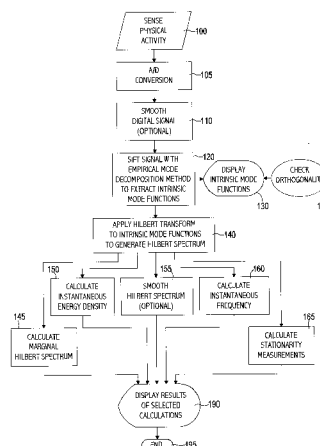 SENSE
PHYSICAL
ACTIVITY
100
A/D
CONVERSION
105
SMOOTH
DIGITAL SIGNAL
(OPTIONAL)
110
SIFT SIGNAL WITH
EMPIRICAL MODE
DECOMPOSITION METHOD
TO EXTRACT INTRINSIC
MODE FUNCTIONS
120
DISPLAY
INTRINSIC MODE
FUNCTIONS
130
CHECK
ORTHOGONALIT
1
APPLY HILBERT TRANSFORM
TO INTRINSIC MODE FUNCTIONS
TO GENERATE HILBERT SPECTRUM
140
150
CALCULATE
INSTANTANEOUS
ENERGY DENSITY
155
SMOOTH
HILBERT SPECTRUM
(OPTIONAL)
160
CALCULATE
INSTANTANEOUS
FREQUENCY
145
CALCULATE
MARGINAL
HILBERT SPECTRUM
165
CALCULATE
STATIONARITY
MEASUREMENTS
DISPLAY RESULTS
OF SELECTED
CALCULATIONS
190
END
195